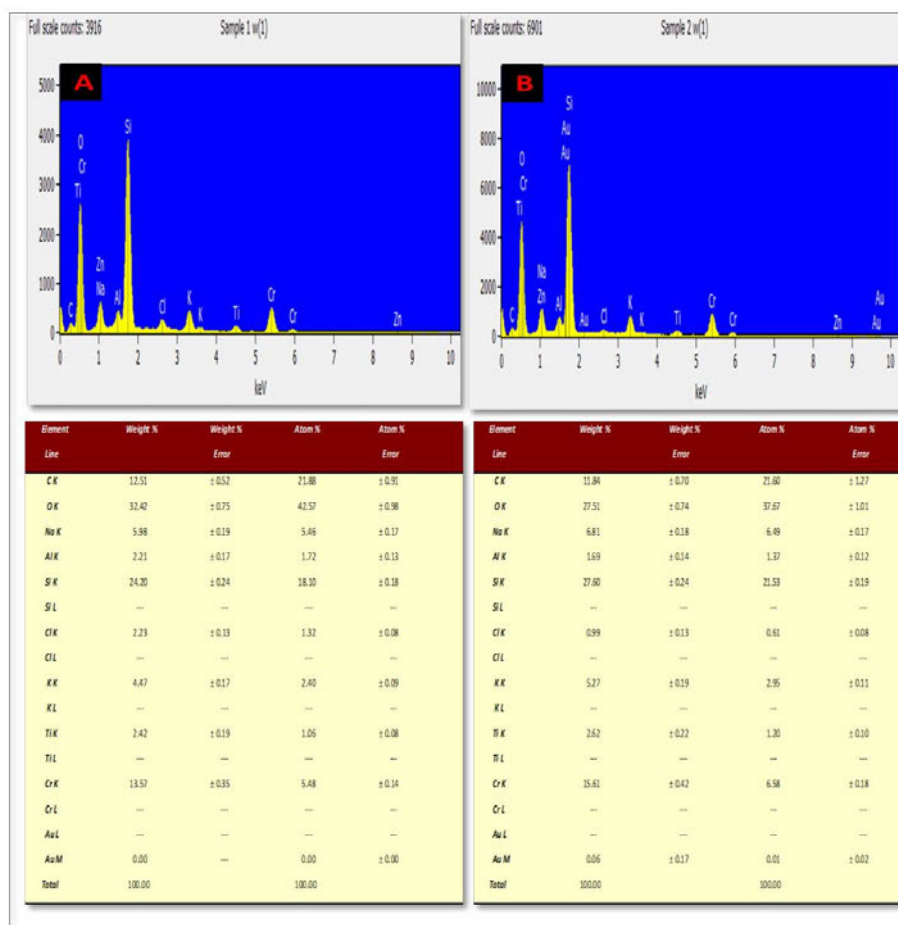 Full scale counts: 3916 Sample 1 w(1)
A
5000
4000
3000
2000
1000
0
O
Cr
Ti
Si
Zn
Na
C
Al
Cl
K
K
Ti
Cr
Cr
Zn
0 1 2 3 4 5 6 7 8 9 10
keV
Full scale counts: 6901 Sample 2 w(1)
B
10000
8000
6000
4000
2000
0
Si
Au
Au
O
Cr
Ti
Na
Zn
C
Al
Au
Cl
K
K
Ti
Cr
Cr
Zn
Au
Au
0 1 2 3 4 5 6 7 8 9 10
keV
Element Weight % Weight % Atom % Atom %
Line Error Error
C K 12.51 ± 0.52 21.88 ± 0.91
O K 32.42 ± 0.75 42.57 ± 0.98
Na K 5.98 ± 0.19 5.46 ± 0.17
Al K 2.21 ± 0.17 1.72 ± 0.13
Si K 24.20 ± 0.24 18.10 ± 0.18
Si L --- --- --- ---
Cl K 2.23 ± 0.13 1.32 ± 0.08
Cl L --- --- --- ---
K K 4.47 ± 0.17 2.40 ± 0.09
K L --- --- --- ---
Ti K 2.42 ± 0.19 1.06 ± 0.08
Ti L --- --- --- ---
Cr K 13.57 ± 0.35 5.48 ± 0.14
Cr L --- --- --- ---
Au L --- --- --- ---
Au M 0.00 --- 0.00 ± 0.00
Total 100.00 100.00
Element Weight % Weight % Atom % Atom %
Line Error Error
C K 11.84 ± 0.70 21.60 ± 1.27
O K 27.51 ± 0.74 37.67 ± 1.01
Na K 6.81 ± 0.18 6.49 ± 0.17
Al K 1.69 ± 0.14 1.37 ± 0.12
Si K 27.60 ± 0.24 21.53 ± 0.19
Si L --- --- --- ---
Cl K 0.99 ± 0.13 0.61 ± 0.08
Cl L --- --- --- ---
K K 5.27 ± 0.19 2.95 ± 0.11
K L --- --- --- ---
Ti K 2.62 ± 0.22 1.20 ± 0.10
Ti L --- --- --- ---
Cr K 15.61 ± 0.42 6.58 ± 0.18
Cr L --- --- --- ---
Au L --- --- --- ---
Au M 0.06 ± 0.17 0.01 ± 0.02
Total 100.00 100.00